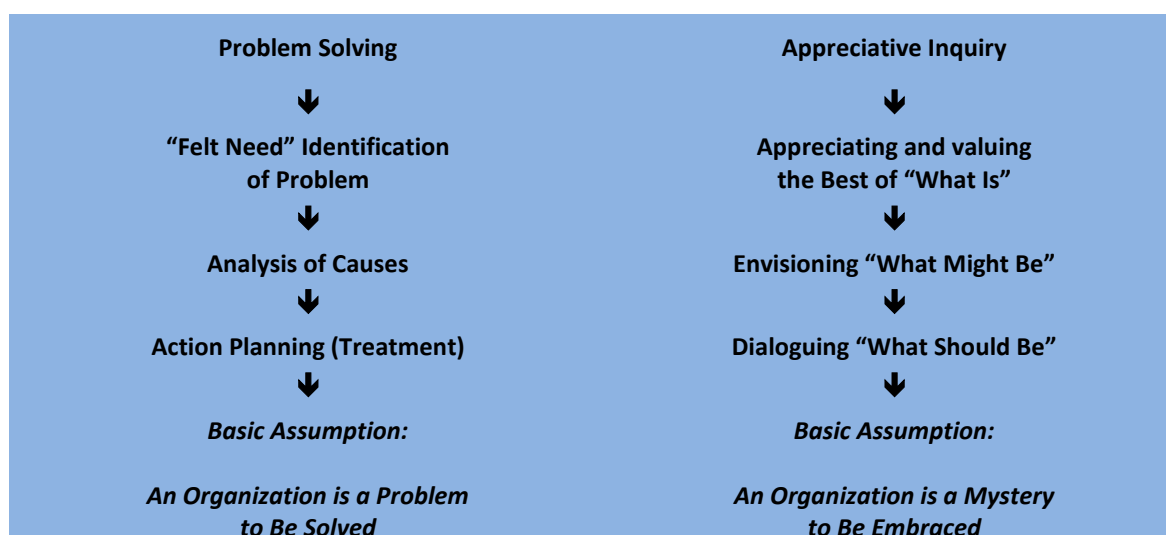 Problem Solving
“Felt Need” Identification
of Problem
Analysis of Causes
Action Planning (Treatment)
Basic Assumption:
An Organization is a Problem
to Be Solved
Appreciative Inquiry
Appreciating and valuing
the Best of “What Is”
Envisioning “What Might Be”
Dialoguing “What Should Be”
Basic Assumption:
An Organization is a Mystery
to Be Embraced